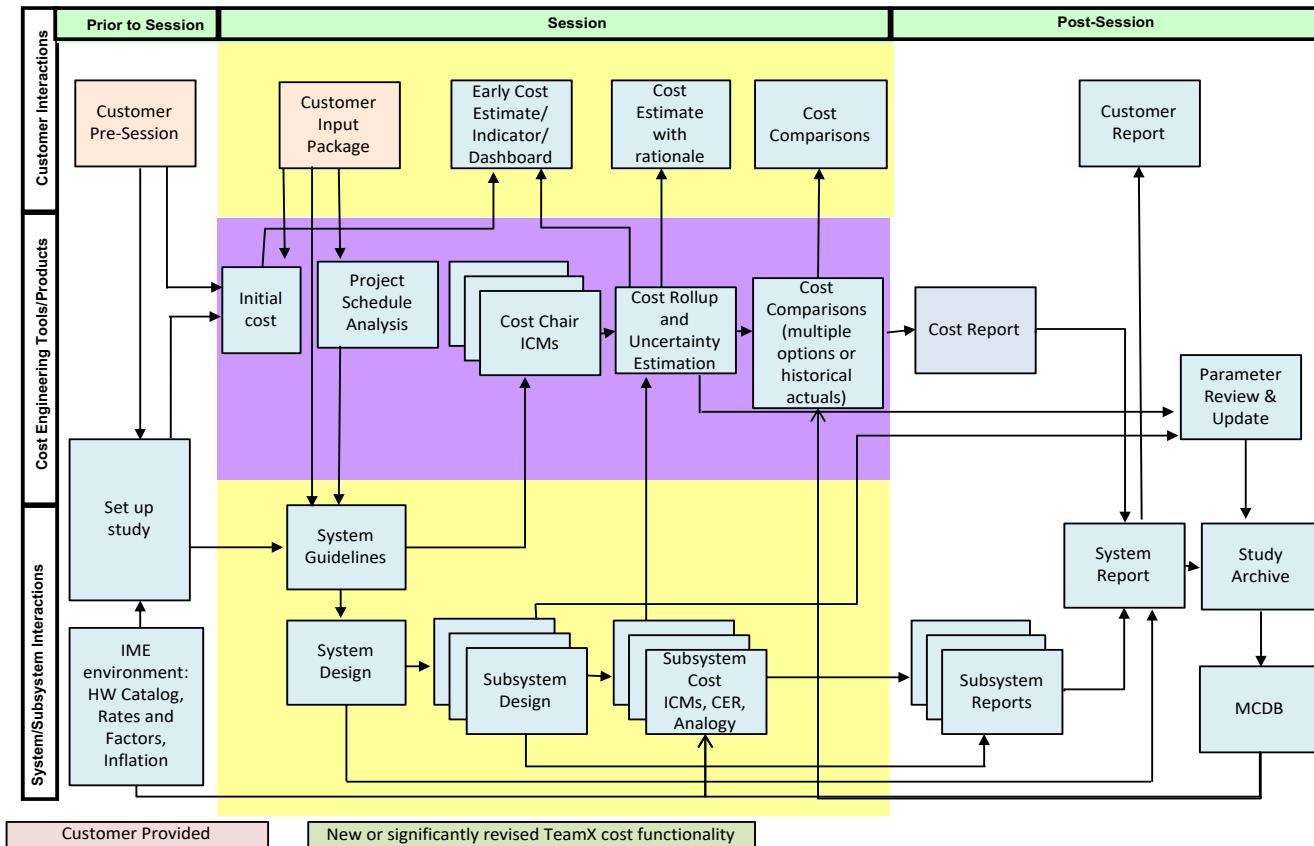 Prior to Session
Session
Post-Session
Customer Interactions
Customer
Pre-Session
Customer
Input
Package
Early Cost
Estimate/
Indicator/
Dashboard
Cost
Estimate
with
rationale
Cost
Comparisons
Customer
Report
Cost Engineering Tools/Products
Initial
cost
Project
Schedule
Analysis
Cost Chair
ICMs
Cost Rollup
and
Uncertainty
Estimation
Cost
Comparisons
(multiple
options or
historical
actuals)
Cost Report
Parameter
Review &
Update
System/Subsystem Interactions
Set up
study
System
Guidelines
System
Report
Study
Archive
IME
environment:
HW Catalog,
Rates and
Factors,
Inflation
System
Design
Subsystem
Design
Subsystem
Cost
ICMs, CER,
Analogy
Subsystem
Reports
MCDB
Customer Provided
New or significantly revised TeamX cost functionality